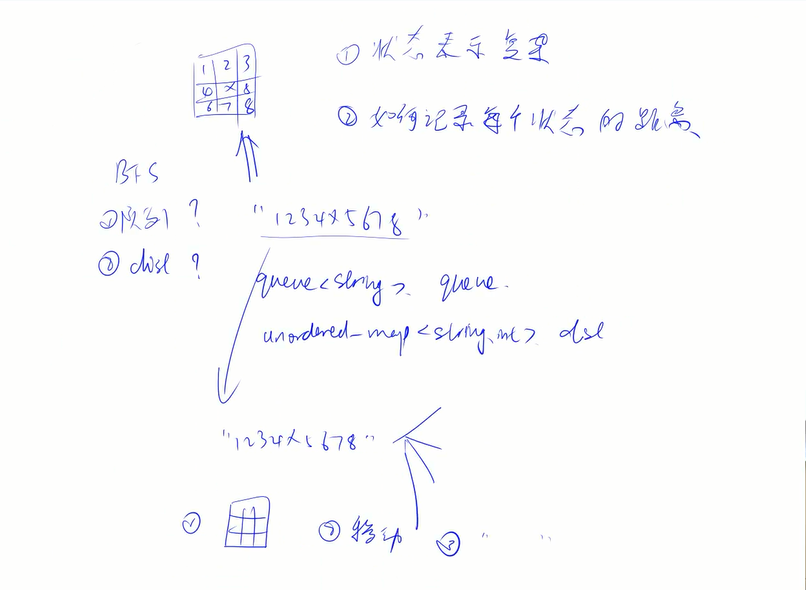 ① 状态表示复杂
1 2 3
4 x 5
6 7 8
② 如何记录每个状态的距离
BFS
① 队列 ?
"1234x5678"
② dist ?
queue<string> queue.
unordered_map<string, int> dist
"1234x5678"
①
② 移动
③ " "